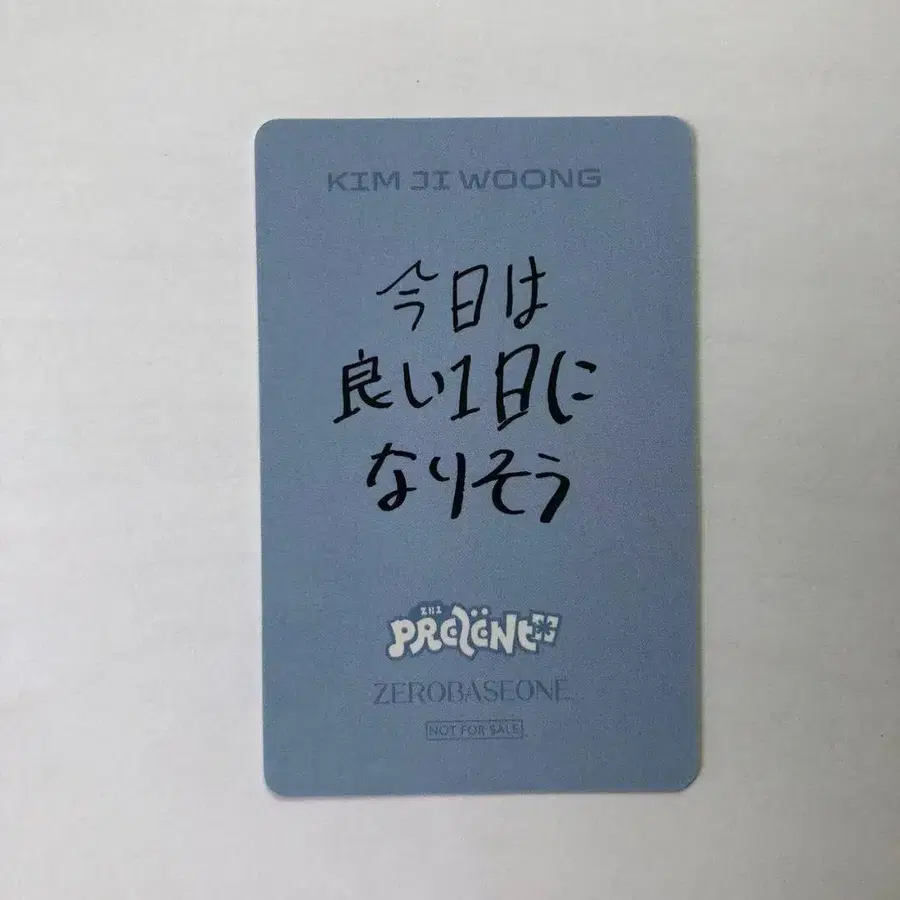 KIM JI WOONG
今日は
良い1日に
なりそう
PREZENT
ZEROBASEONE
NOT FOR SALE